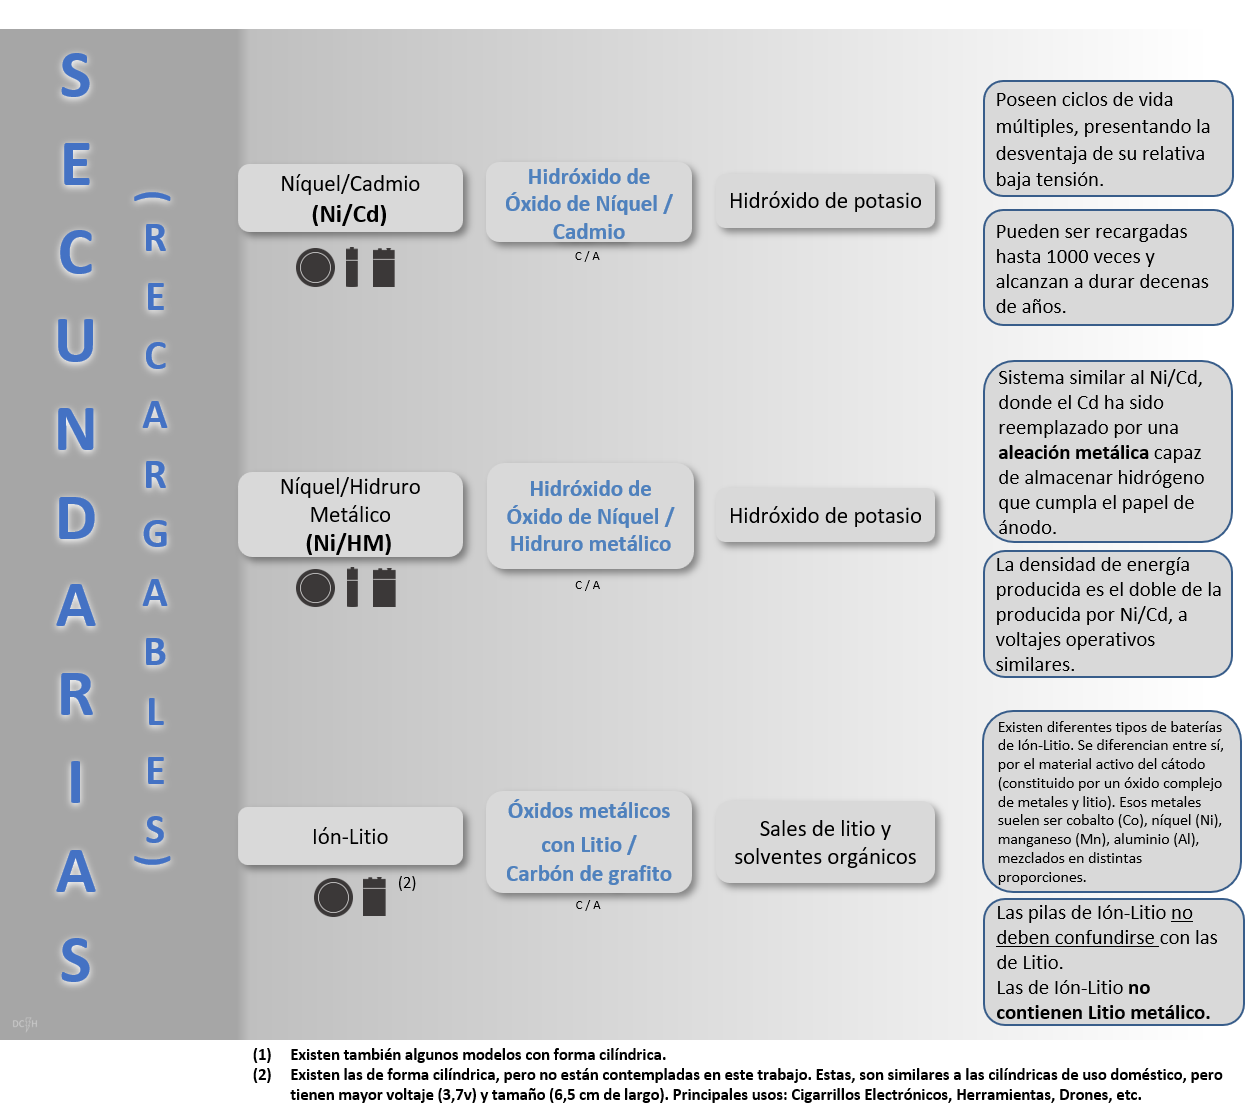 SECUNDARIAS
(RECARGABLES)
Níquel/Cadmio
(Ni/Cd)
Hidróxido de
Óxido de Níquel /
Cadmio
C / A
Hidróxido de potasio
Poseen ciclos de vida
múltiples, presentando la
desventaja de su relativa
baja tensión.
Pueden ser recargadas
hasta 1000 veces y
alcanzan a durar decenas
de años.
Níquel/Hidruro
Metálico
(Ni/HM)
Hidróxido de
Óxido de Níquel /
Hidruro metálico
C / A
Hidróxido de potasio
Sistema similar al Ni/Cd,
donde el Cd ha sido
reemplazado por una
aleación metálica capaz
de almacenar hidrógeno
que cumpla el papel de
ánodo.
La densidad de energía
producida es el doble de la
producida por Ni/Cd, a
voltajes operativos
similares.
Ión-Litio
(2)
Óxidos metálicos
con Litio /
Carbón de grafito
C / A
Sales de litio y
solventes orgánicos
Existen diferentes tipos de baterías
de Ión-Litio. Se diferencian entre sí,
por el material activo del cátodo
(constituido por un óxido complejo
de metales y litio). Esos metales
suelen ser cobalto (Co), níquel (Ni),
manganeso (Mn), aluminio (Al),
mezclados en distintas
proporciones.
Las pilas de Ión-Litio no
deben confundirse con las
de Litio.
Las de Ión-Litio no
contienen Litio metálico.
(1) Existen también algunos modelos con forma cilíndrica.
(2) Existen las de forma cilíndrica, pero no están contempladas en este trabajo. Estas, son similares a las cilíndricas de uso doméstico, pero
tienen mayor voltaje (3,7v) y tamaño (6,5 cm de largo). Principales usos: Cigarrillos Electrónicos, Herramientas, Drones, etc.